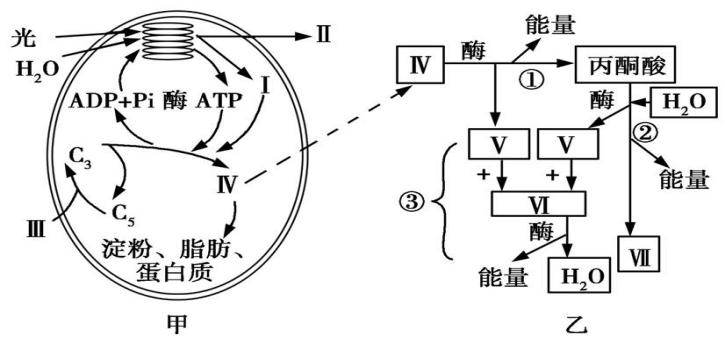 光
H₂O
Ⅱ
Ⅰ
ADP+Pi 酶 ATP
C₃
C₅
Ⅲ
Ⅳ
淀粉、脂肪、
蛋白质
甲
Ⅳ
酶
能量
①
丙酮酸
酶
H₂O
②
能量
Ⅴ
Ⅴ
+
+
③
Ⅵ
酶
能量
H₂O
Ⅶ
乙